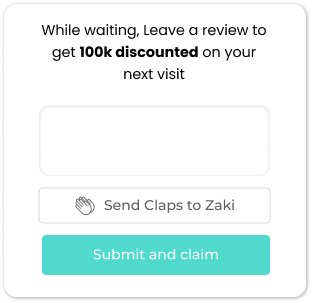 While waiting, Leave a review to
get 100k discounted on your
next visit
Send Claps to Zaki
Submit and claim